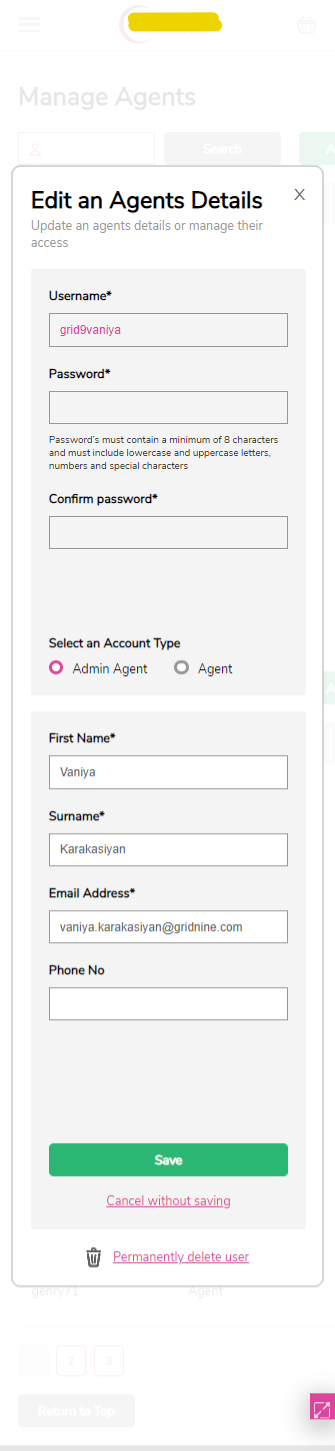 Manage Agents
Search
A
Edit an Agents Details
X
Update an agents details or manage their
access
Username*
grid9vaniya
Password*
Password's must contain a minimum of 8 characters
and must include lowercase and uppercase letters,
numbers and special characters
Confirm password*
Select an Account Type
Admin Agent
Agent
A
First Name*
Vaniya
Surname*
Karakasiyan
Email Address*
vaniya.karakasiyan@gridnine.com
Phone No
Save
Cancel without saving
Permanently delete user
genry71
Agent
2
3
Return to Top